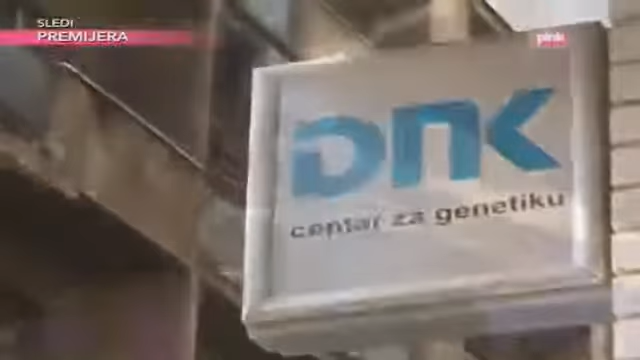 SLEDI
PREMIJERA
pink
DNK
centar za genetiku